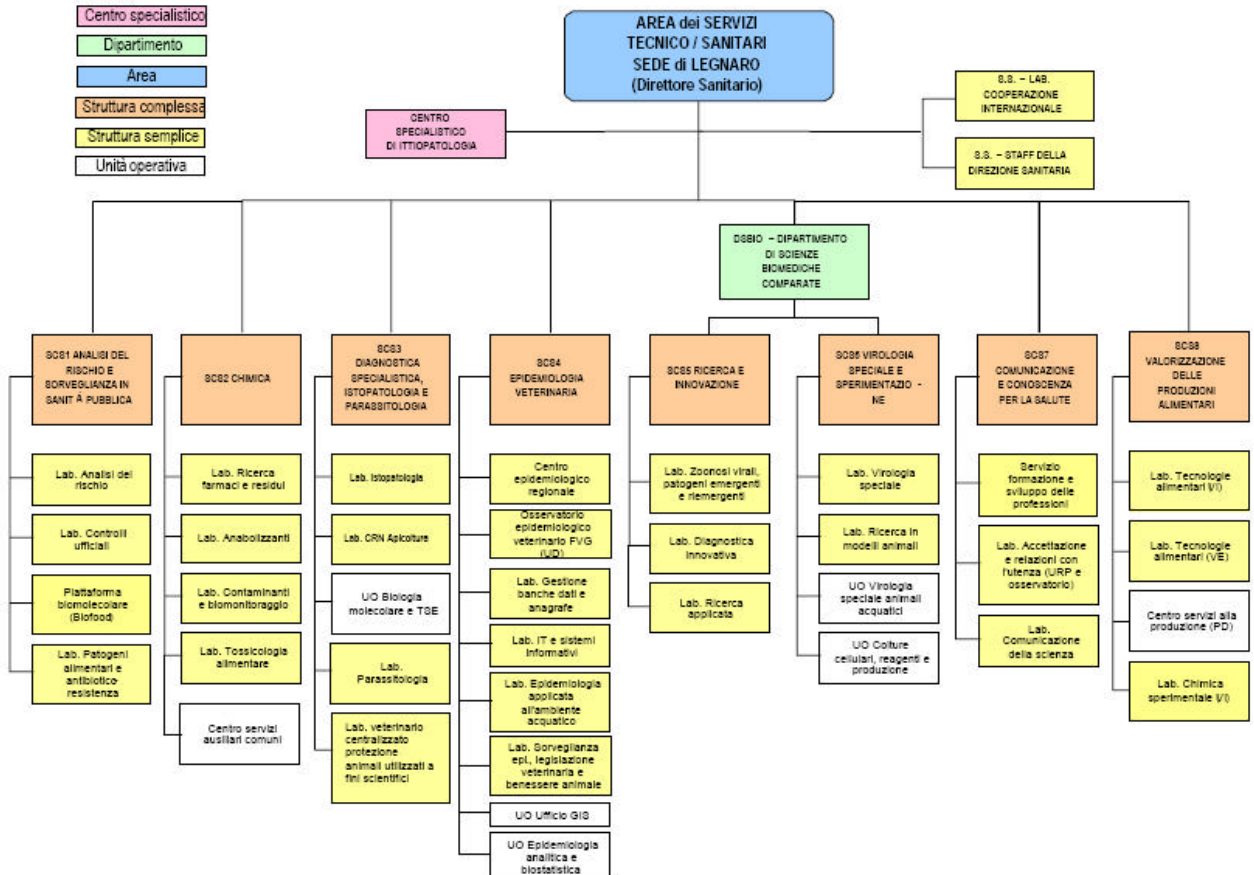 Centro specialistico
Dipartimento
Area
Struttura complessa
Struttura semplice
Unità operativa
AREA dei SERVIZI
TECNICO / SANITARI
SEDE di LEGNARO
(Direttore Sanitario)
CENTRO
SPECIALISTICO
DI ITTIOPATOLOGIA
S.S. – LAB.
COOPERAZIONE
INTERNAZIONALE
S.S. – STAFF DELLA
DIREZIONE SANITARIA
DSBIO – DIPARTIMENTO
DI SCIENZE
BIOMEDICHE
COMPARATE
SCS1 ANALISI DEL
RISCHIO E
SORVEGLIANZA IN
SANIT À PUBBLICA
Lab. Analisi del
rischio
Lab. Controlli
ufficiali
Piattaforma
biomolecolare
(Biofood)
Lab. Patogeni
alimentari e
antibiotico-
resistenza
SCS2 CHIMICA
Lab. Ricerca
farmaci e residui
Lab. Anabolizzanti
Lab. Contaminanti
e biomonitoraggio
Lab. Tossicologia
alimentare
Centro servizi
ausiliari comuni
SCS3
DIAGNOSTICA
SPECIALISTICA,
ISTOPATOLOGIA E
PARASSITOLOGIA
Lab. Istopatologia
Lab. CRN Apicolture
UO Biologia
molecolare e TSE
Lab.
Parassitologia
Lab. veterinario
centralizzato
protezione
animali utilizzati a
fini scientifici
SCS4
EPIDEMIOLOGIA
VETERINARIA
Centro
epidemiologico
regionale
Osservatorio
epidemiologico
veterinario FVG
(UD)
Lab. Gestione
banche dati e
anagrafe
Lab. IT e sistemi
informativi
Lab. Epidemiologia
applicata
all'ambiente
acquatico
Lab. Sorveglianza
epi., legislazione
veterinaria e
benessere animale
UO Ufficio GIS
UO Epidemiologia
analitica e
biostatistica
SCS5 RICERCA E
INNOVAZIONE
Lab. Zoonosi virali,
patogeni emergenti
e riemergenti
Lab. Diagnostica
innovativa
Lab. Ricerca
applicata
SCS6 VIROLOGIA
SPECIALE E
SPERIMENTAZIO -
NE
Lab. Virologia
speciale
Lab. Ricerca in
modelli animali
UO Virologia
speciale animali
acquatici
UO Colture
cellulari, reagenti e
produzione
SCS7
COMUNICAZIONE
E CONOSCENZA
PER LA SALUTE
Servizio
formazione e
sviluppo delle
professioni
Lab. Accettazione
e relazioni con
l'utenza (URP e
osservatorio)
Lab.
Comunicazione
della scienza
SCS8
VALORIZZAZIONE
DELLE
PRODUZIONI
ALIMENTARI
Lab. Tecnologie
alimentari (VI)
Lab. Tecnologie
alimentari (VE)
Centro servizi alla
produzione (PD)
Lab. Chimica
sperimentale (VI)